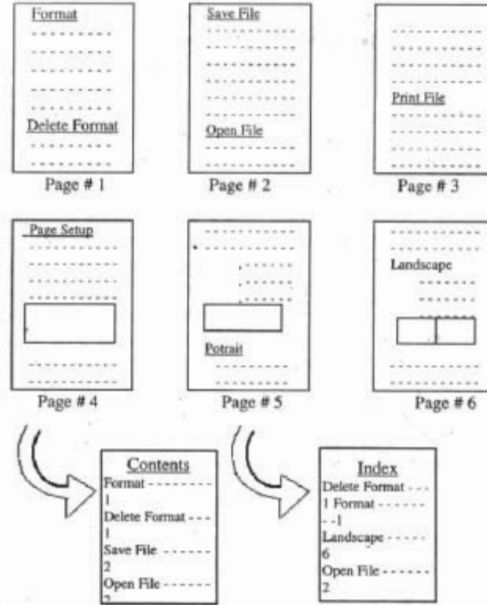 Format
Delete Format
Page # 1
Save File
Open File
Page # 2
Print File
Page # 3
Page Setup
Page # 4
Potrait
Page # 5
Landscape
Page # 6
Contents
Format - - - - - - -
1
Delete Format - - -
1
Save File - - - - - -
2
Open File - - - - -
2
Index
Delete Format - - - -
1 Format - - - - -
- -1
Landscape - - - - -
6
Open File - - - - -
2